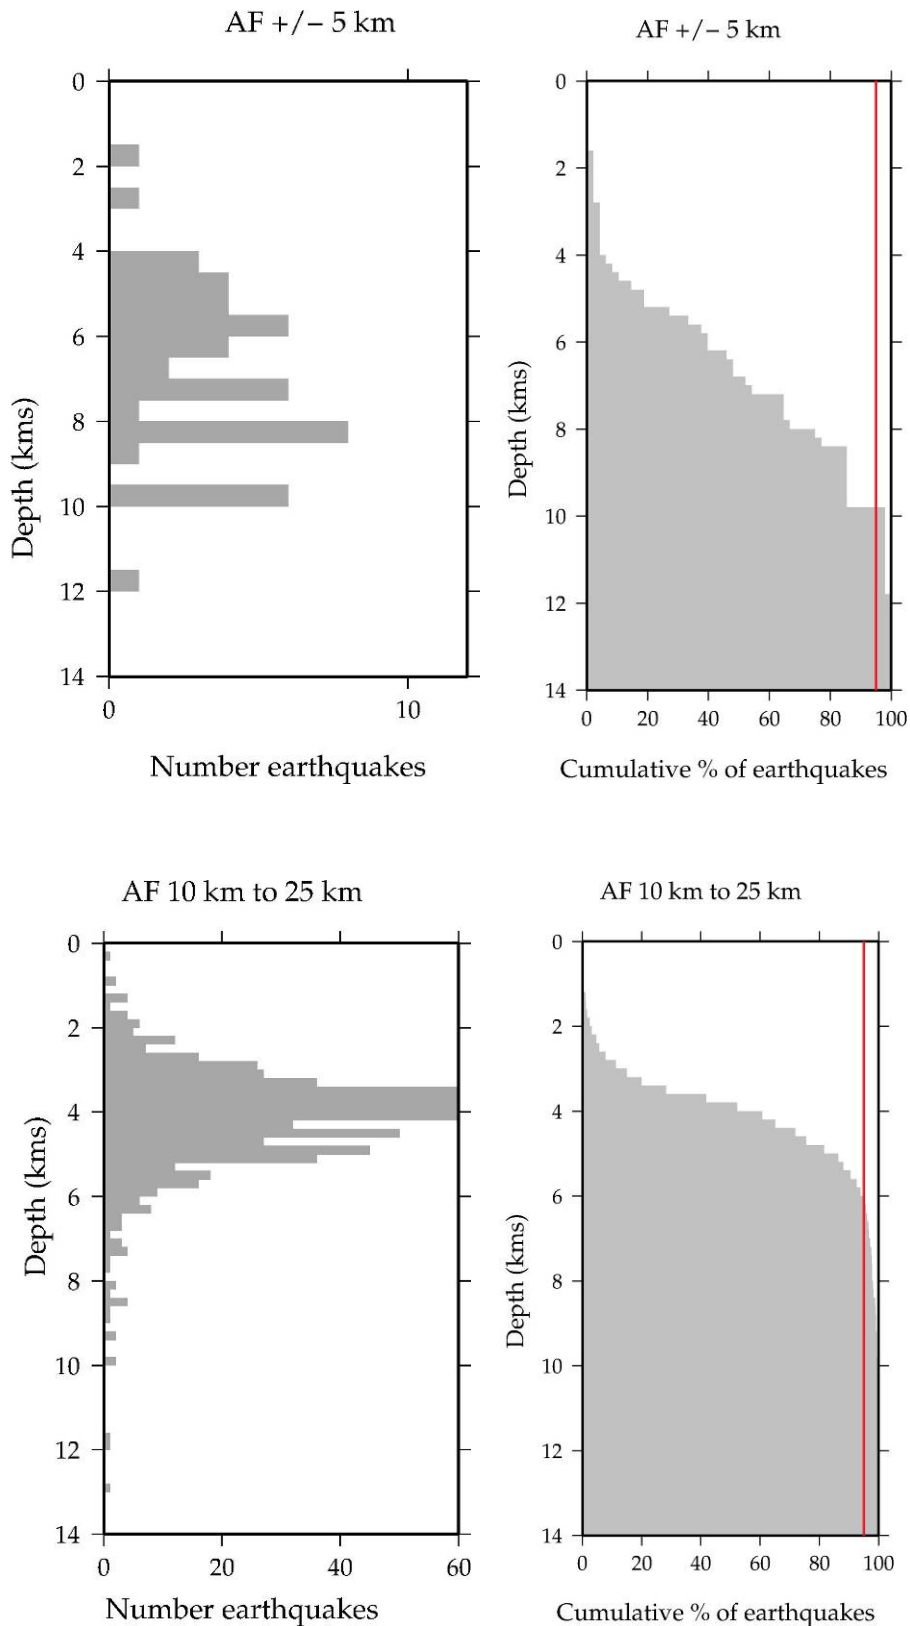 AF +/− 5 km
0
2
4
6
8
10
12
14
Depth (kms)
0 10
Number earthquakes
AF +/− 5 km
0
2
4
6
8
10
12
14
Depth (kms)
0 20 40 60 80 100
Cumulative % of earthquakes
AF 10 km to 25 km
0
2
4
6
8
10
12
14
Depth (kms)
0 20 40 60
Number earthquakes
AF 10 km to 25 km
0
2
4
6
8
10
12
14
Depth (kms)
0 20 40 60 80 100
Cumulative % of earthquakes